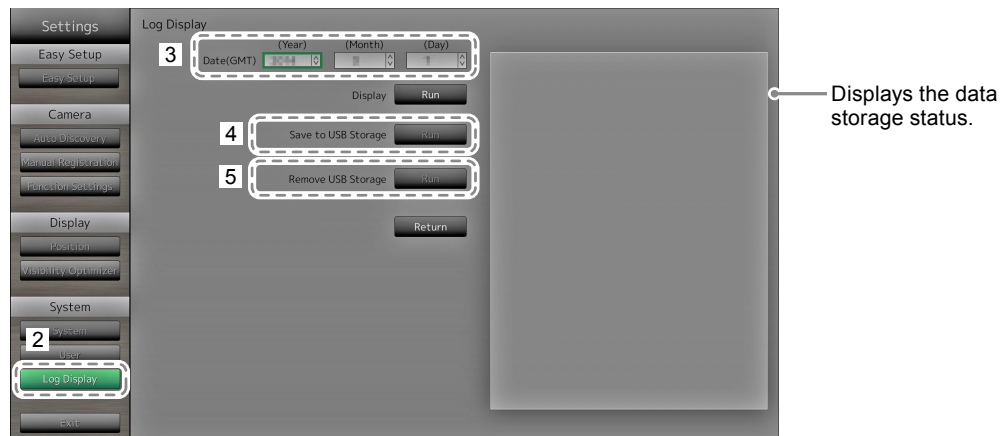 Settings
Easy Setup
Easy Setup
Camera
Auto Discovery
Manual Registration
Function Settings
Display
Position
Visibility Optimizer
System
2
System
User
Log Display
Exit
Log Display
3
(Year) (Month) (Day)
Date(GMT)
Display Run
4
Save to USB Storage Run
5
Remove USB Storage Run
Return
Displays the data
storage status.